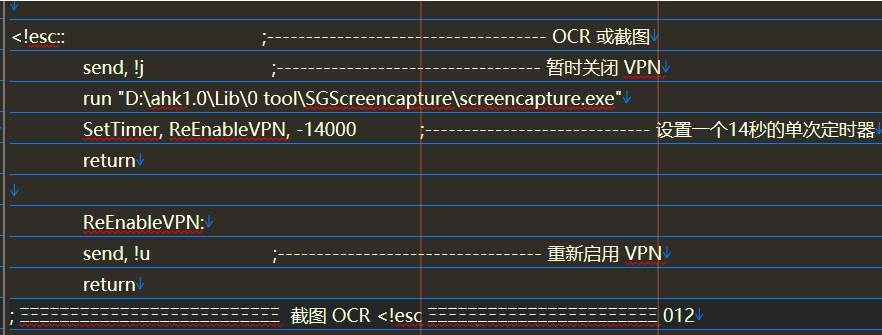 <!esc:: ;----------------------------------- OCR 或截图
send, !j ;--------------------------------- 暂时关闭 VPN
run "D:\ahk1.0\Lib\0 tool\SGScreencapture\screencapture.exe"
SetTimer, ReEnableVPN, -14000 ;---------------------------- 设置一个14秒的单次定时器
return
ReEnableVPN:
send, !u ;--------------------------------- 重新启用 VPN
return
; ΞΞΞΞΞΞΞΞΞΞΞΞΞΞΞΞΞΞΞΞΞΞΞΞΞΞ 截图 OCR <!esc ΞΞΞΞΞΞΞΞΞΞΞΞΞΞΞΞΞΞΞΞΞΞΞ 012